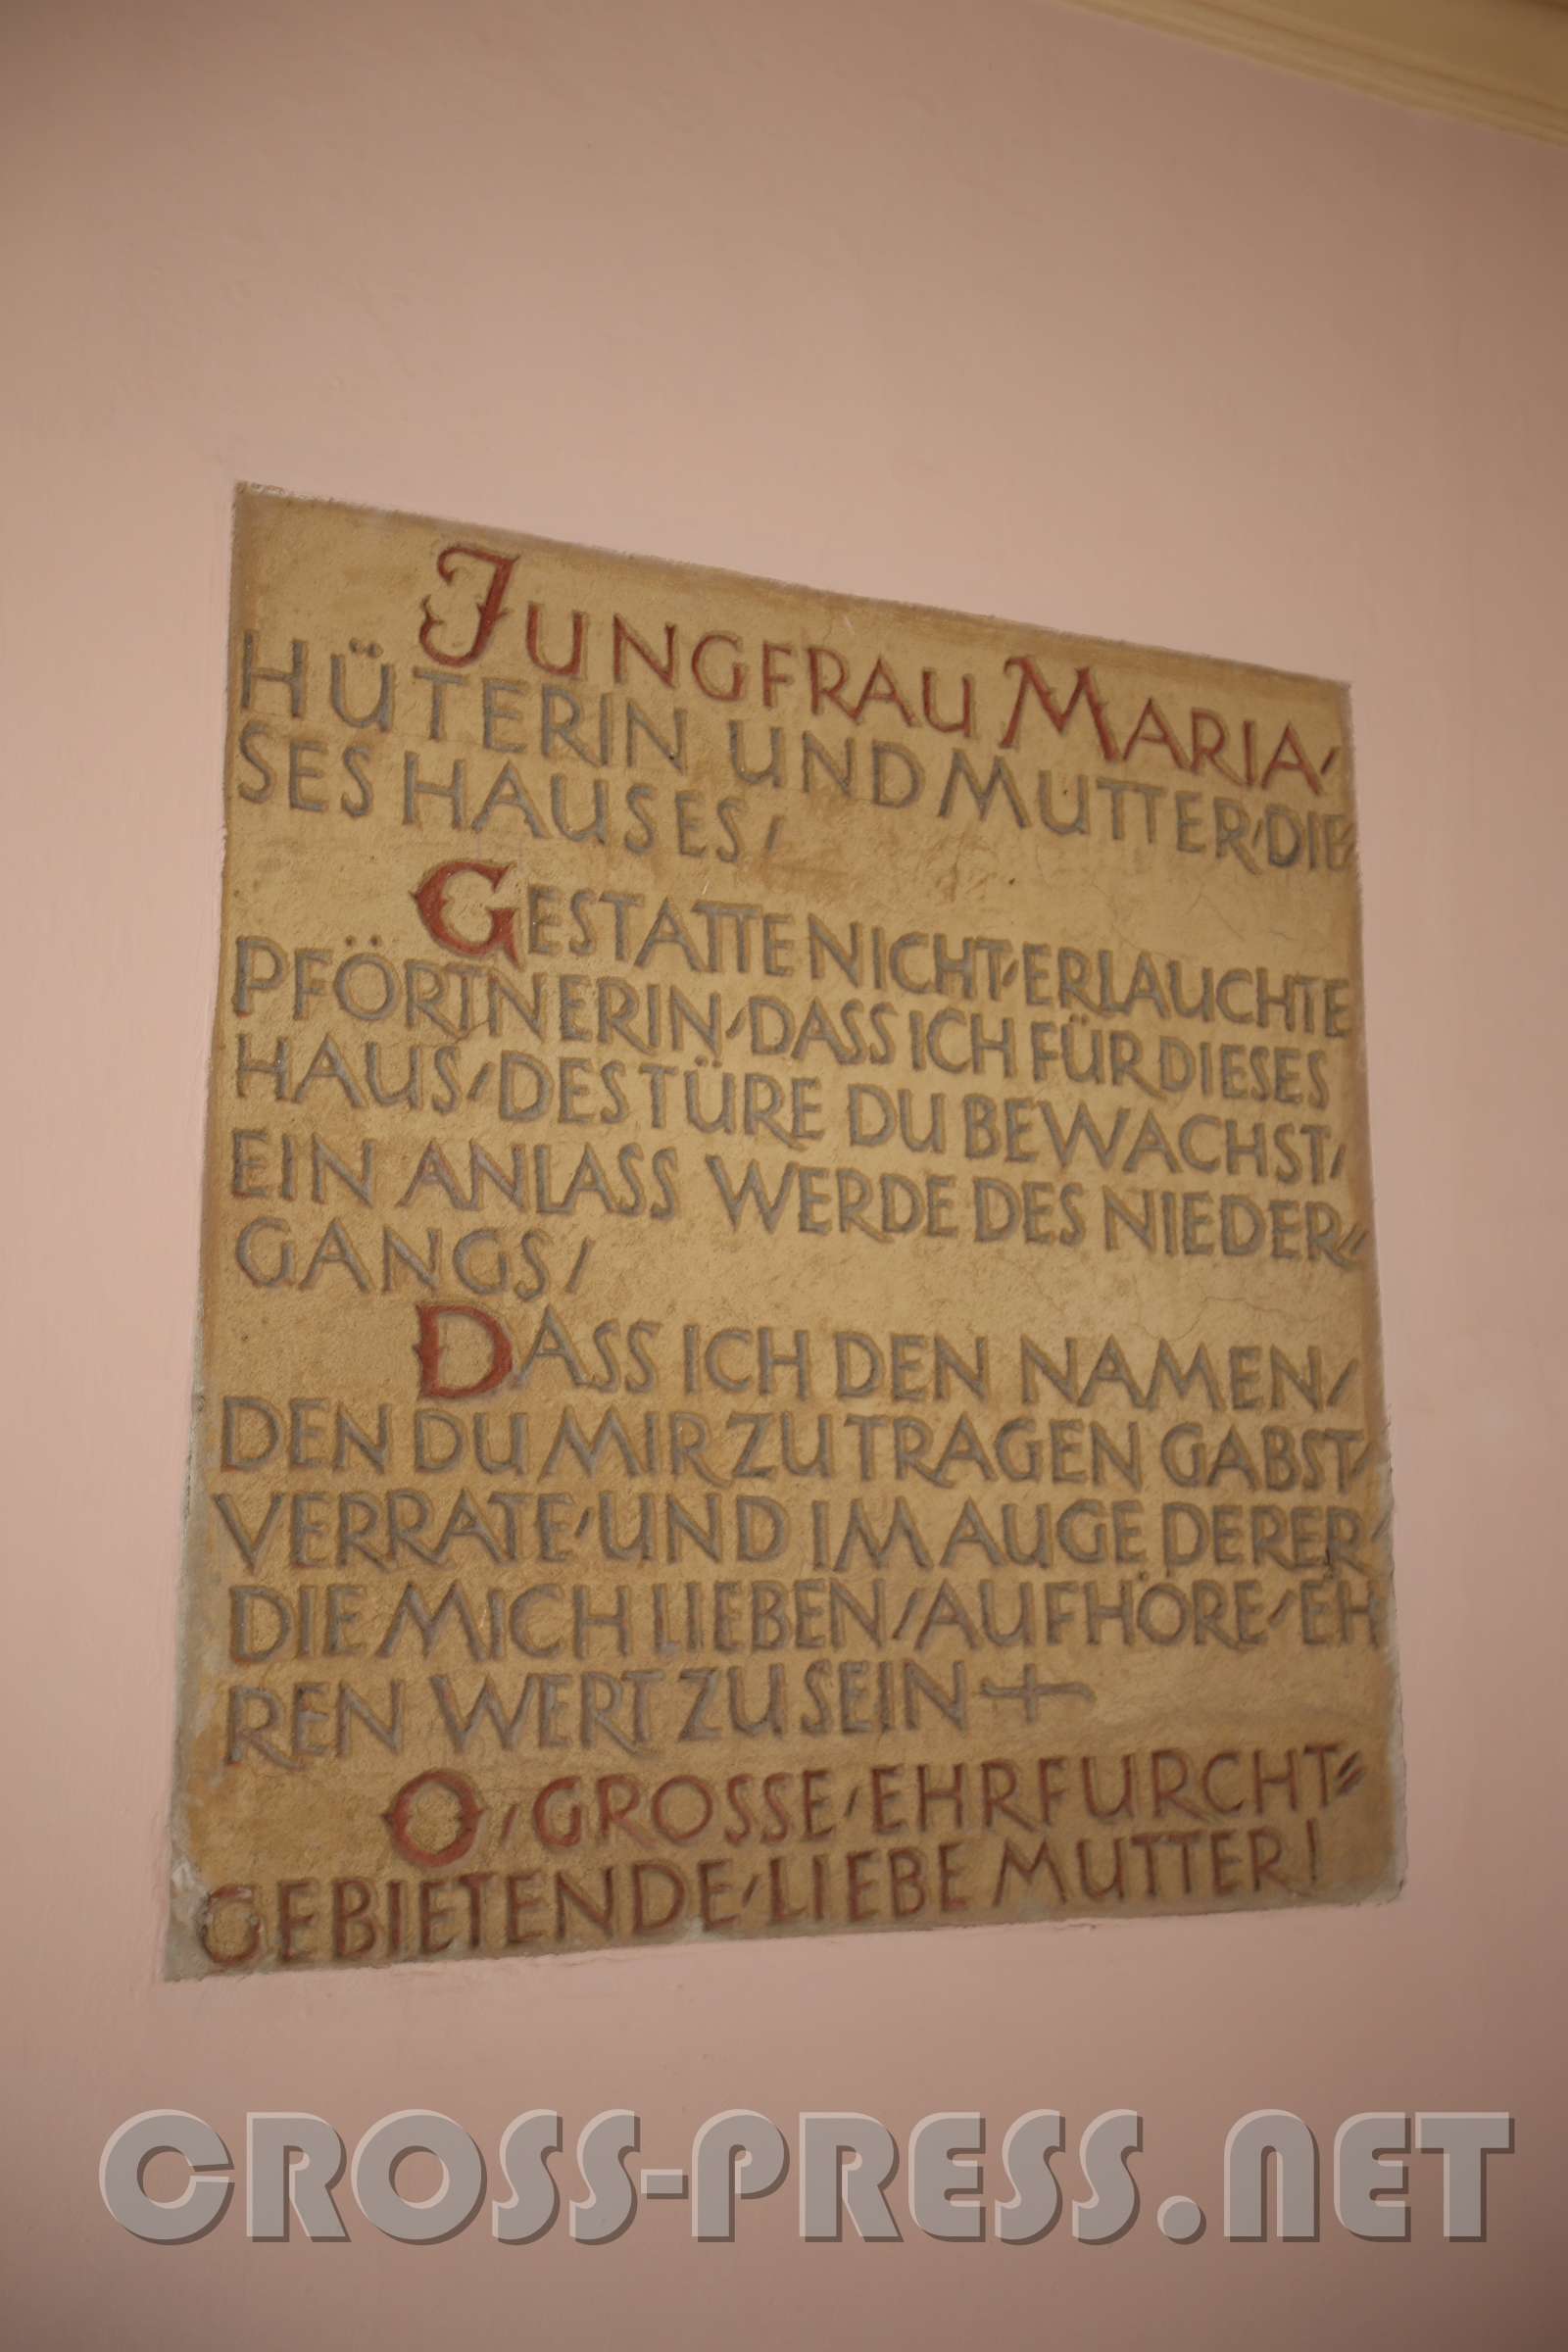 JUNGFRAU MARIA,
HÜTERIN UND MUTTER, DIE-
SES HAUSES,
GESTATTE NICHT, ERLAUCHTE
PFÖRTNERIN, DASS ICH FÜR DIESES
HAUS, DES TÜRE DU BEWACHST,
EIN ANLASS WERDE DES NIEDER-
GANGS,
DASS ICH DEN NAMEN,
DEN DU MIR ZU TRAGEN GABST,
VERRATE, UND IM AUGE DERER,
DIE MICH LIEBEN, AUFHÖRE, EH
REN WERT ZU SEIN +
O, GROSSE, EHRFURCHT=
GEBIETENDE, LIEBE MUTTER!
CROSS-PRESS.NET